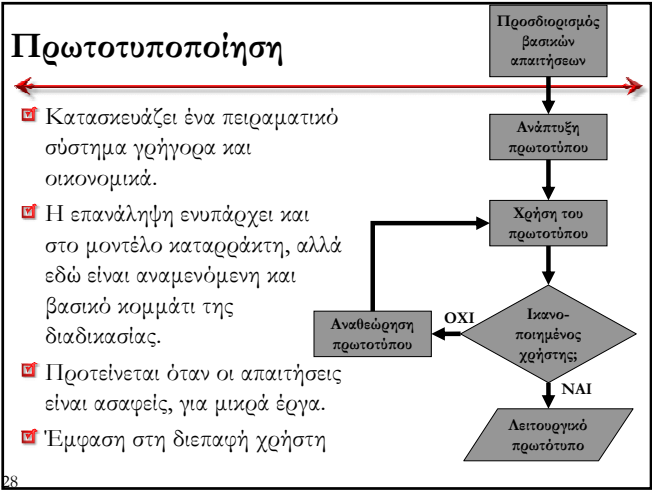 Πρωτοτυποποίηση
Κατασκευάζει ένα πειραματικό
σύστημα γρήγορα και
οικονομικά.
Η επανάληψη ενυπάρχει και
στο μοντέλο καταρράκτη, αλλά
εδώ είναι αναμενόμενη και
βασικό κομμάτι της
διαδικασίας.
Προτείνεται όταν οι απαιτήσεις
είναι ασαφείς, για μικρά έργα.
Έμφαση στη διεπαφή χρήστη
Προσδιορισμός
βασικών
απαιτήσεων
Ανάπτυξη
πρωτοτύπου
Χρήση του
πρωτοτύπου
Ικανο-
ποιημένος
χρήστης;
ΟΧΙ
Αναθεώρηση
πρωτοτύπου
ΝΑΙ
Λειτουργικό
πρωτότυπο
28